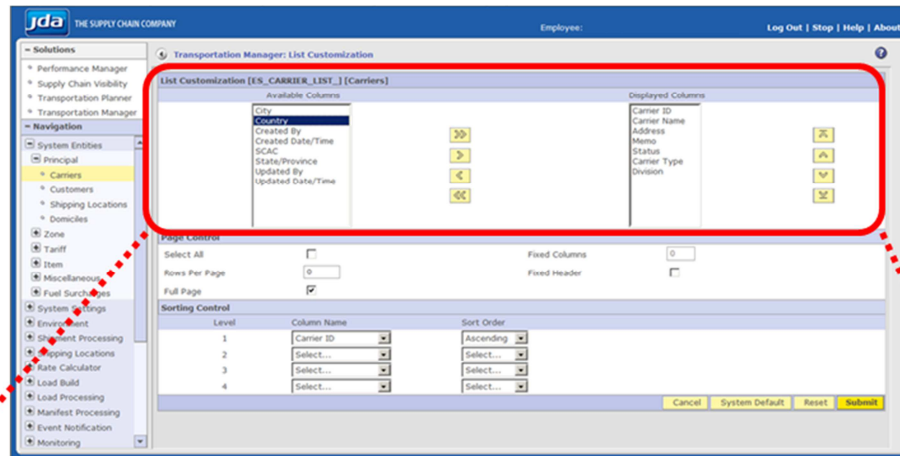 jda THE SUPPLY CHAIN COMPANY
Employee:
Log Out | Stop | Help | About
− Solutions
Performance Manager
Supply Chain Visibility
Transportation Planner
Transportation Manager
− Navigation
System Entities
Principal
Carriers
Customers
Shipping Locations
Domiciles
Zone
Tariff
Item
Miscellaneous
Fuel Surcharges
System Settings
Environment
Shipment Processing
Shipping Locations
Rate Calculator
Load Build
Load Processing
Manifest Processing
Event Notification
Monitoring
Transportation Manager: List Customization
List Customization [ES_CARRIER_LIST_] [Carriers]
Available Columns
City
Country
Created By
Created Date/Time
SCAC
State/Province
Updated By
Updated Date/Time
Displayed Columns
Carrier ID
Carrier Name
Address
Memo
Status
Carrier Type
Division
Page Control
Select All
Fixed Columns 0
Rows Per Page 0
Fixed Header
Full Page
Sorting Control
Level Column Name Sort Order
1 Carrier ID Ascending
2 Select... Select...
3 Select... Select...
4 Select... Select...
Cancel System Default Reset Submit